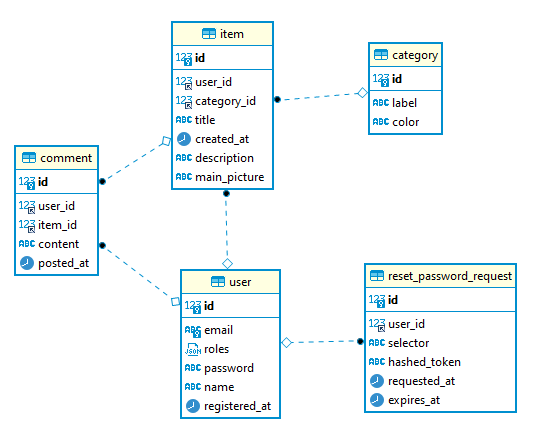 item
123 id
123 user_id
123 category_id
ABC title
created_at
ABC description
ABC main_picture
category
123 id
ABC label
ABC color
comment
123 id
123 user_id
123 item_id
ABC content
posted_at
user
123 id
ABC email
JSON roles
ABC password
ABC name
registered_at
reset_password_request
123 id
123 user_id
ABC selector
ABC hashed_token
requested_at
expires_at